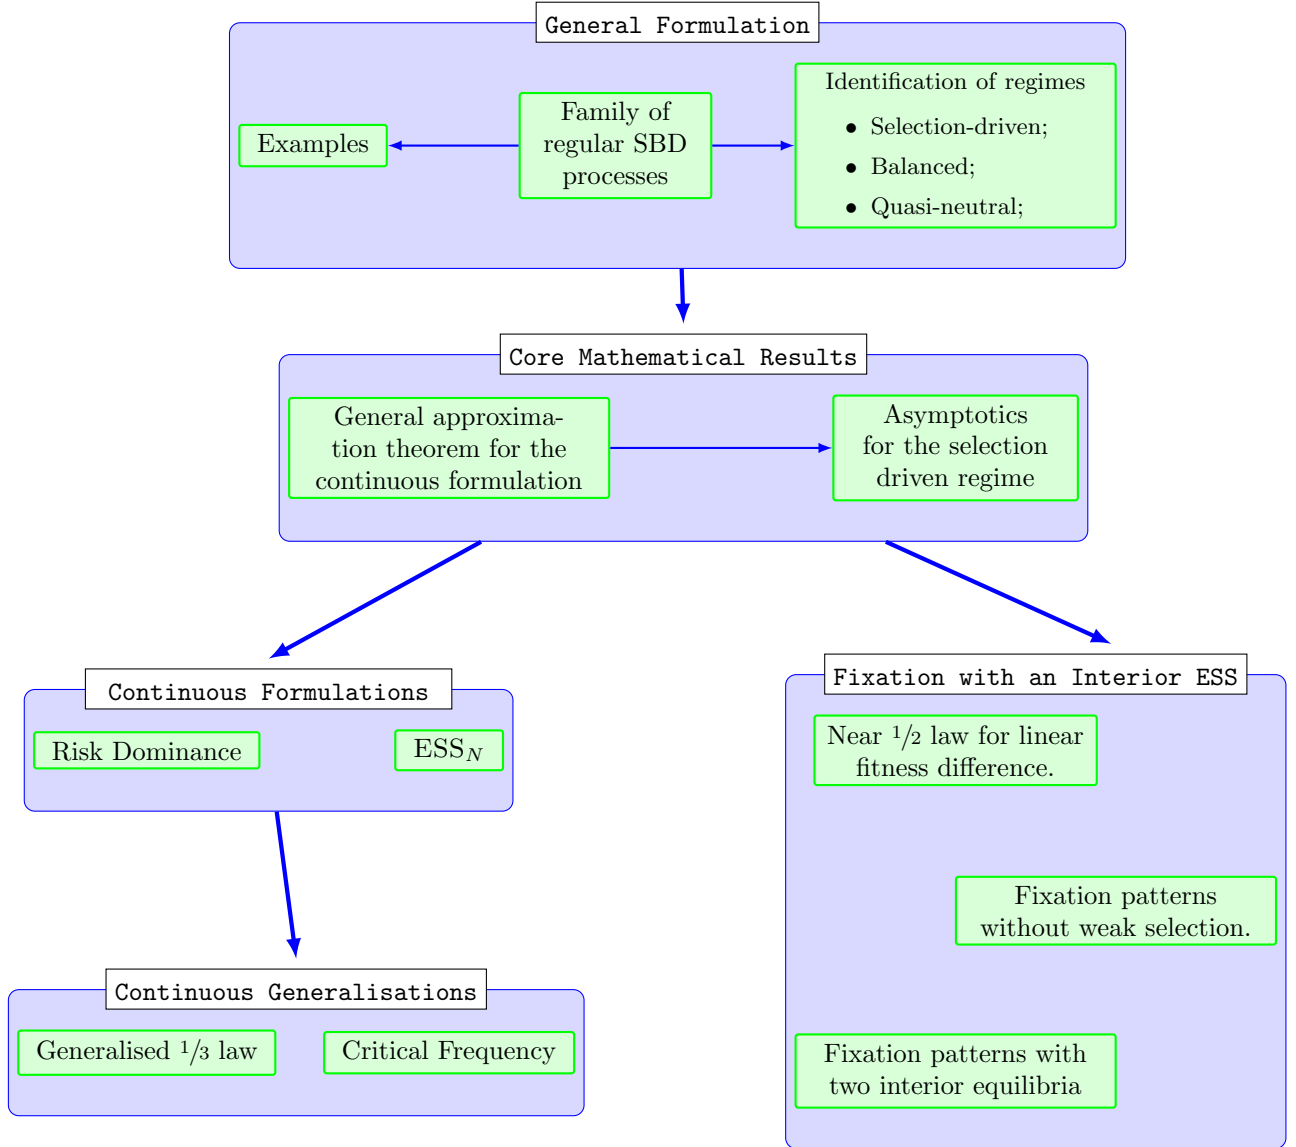 General Formulation
Examples
Family of
regular SBD
processes
Identification of regimes
• Selection-driven;
• Balanced;
• Quasi-neutral;
Core Mathematical Results
General approxima-
tion theorem for the
continuous formulation
Asymptotics
for the selection
driven regime
Continuous Formulations
Risk Dominance
ESS_N
Fixation with an Interior ESS
Near 1/2 law for linear
fitness difference.
Fixation patterns
without weak selection.
Fixation patterns with
two interior equilibria
Continuous Generalisations
Generalised 1/3 law
Critical Frequency